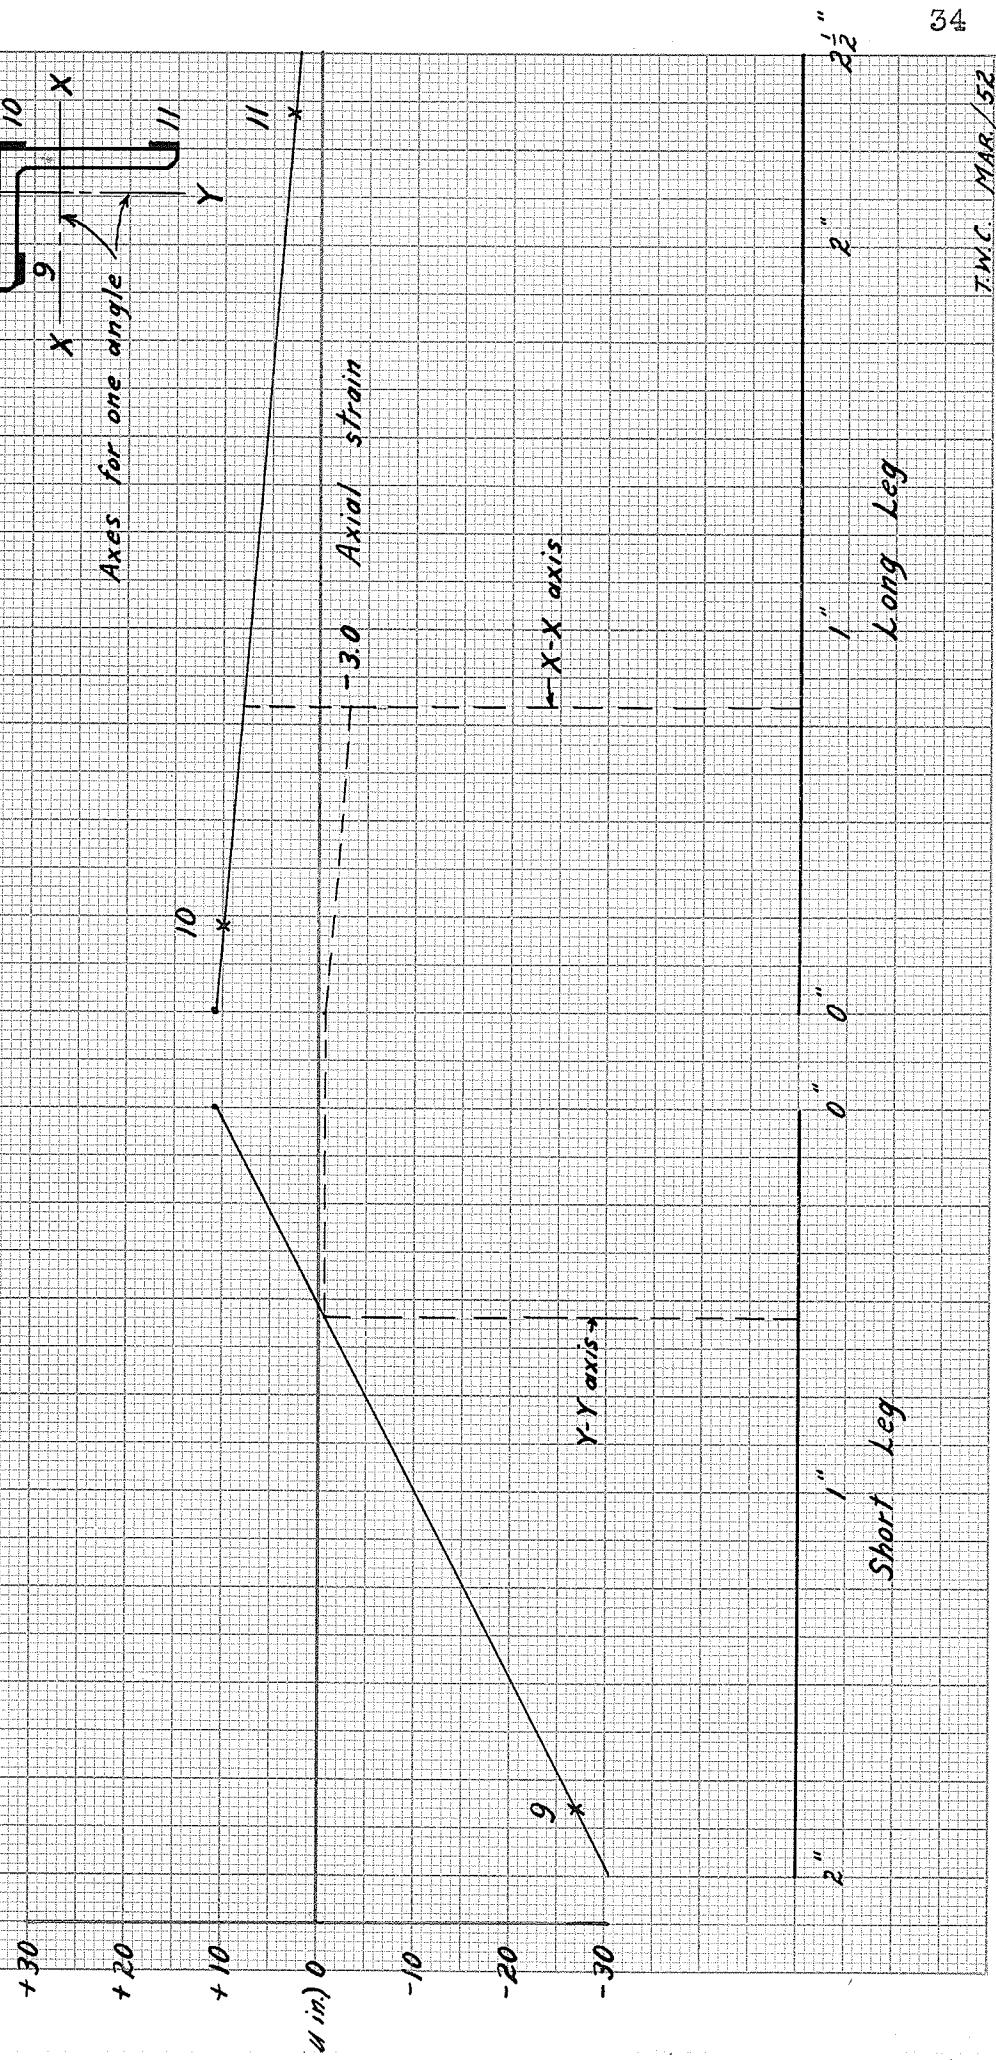 34
10
X
11
Y
9
X
Axes for one angle
+30
+20
+10
0
u in.)
-10
-20
-30
10
11
9
-3.0 Axial strain
X-X axis
Y-Y axis
2"
1"
0"
0"
1"
2"
2½"
Short Leg
Long Leg
T.W.C. MAR./52